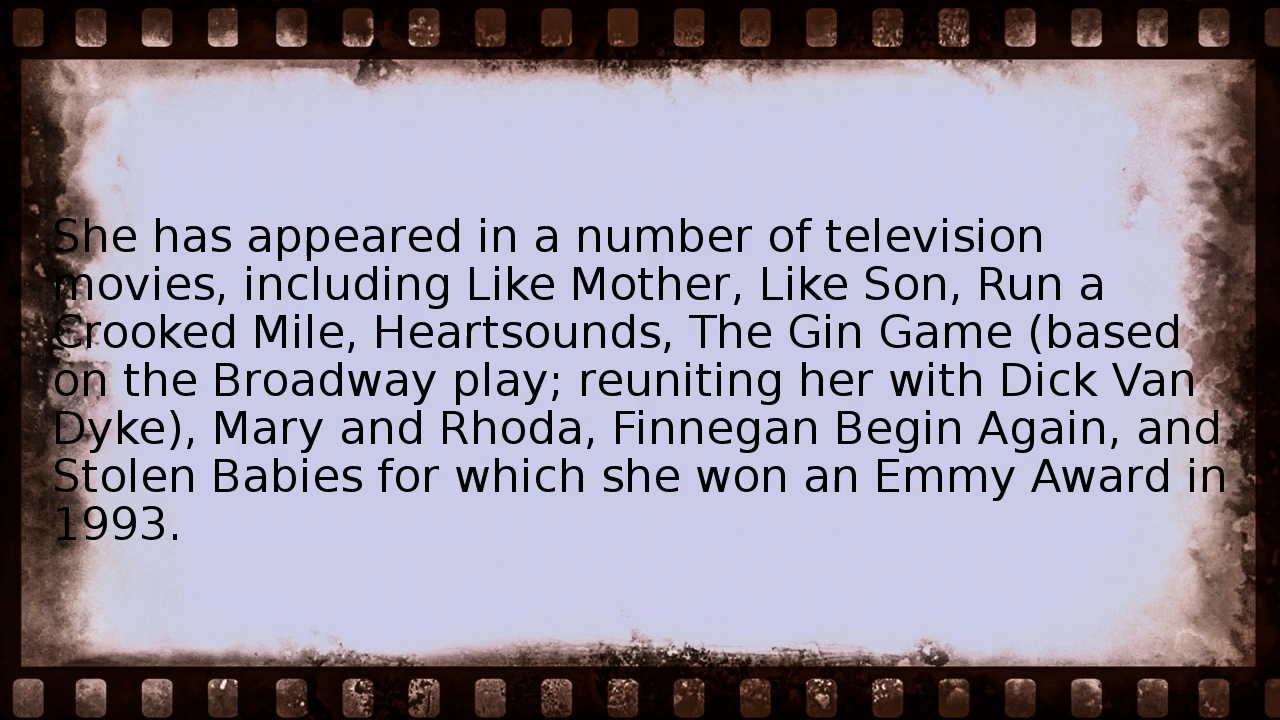 She has appeared in a number of television
movies, including Like Mother, Like Son, Run a
Crooked Mile, Heartsounds, The Gin Game (based
on the Broadway play; reuniting her with Dick Van
Dyke), Mary and Rhoda, Finnegan Begin Again, and
Stolen Babies for which she won an Emmy Award in
1993.